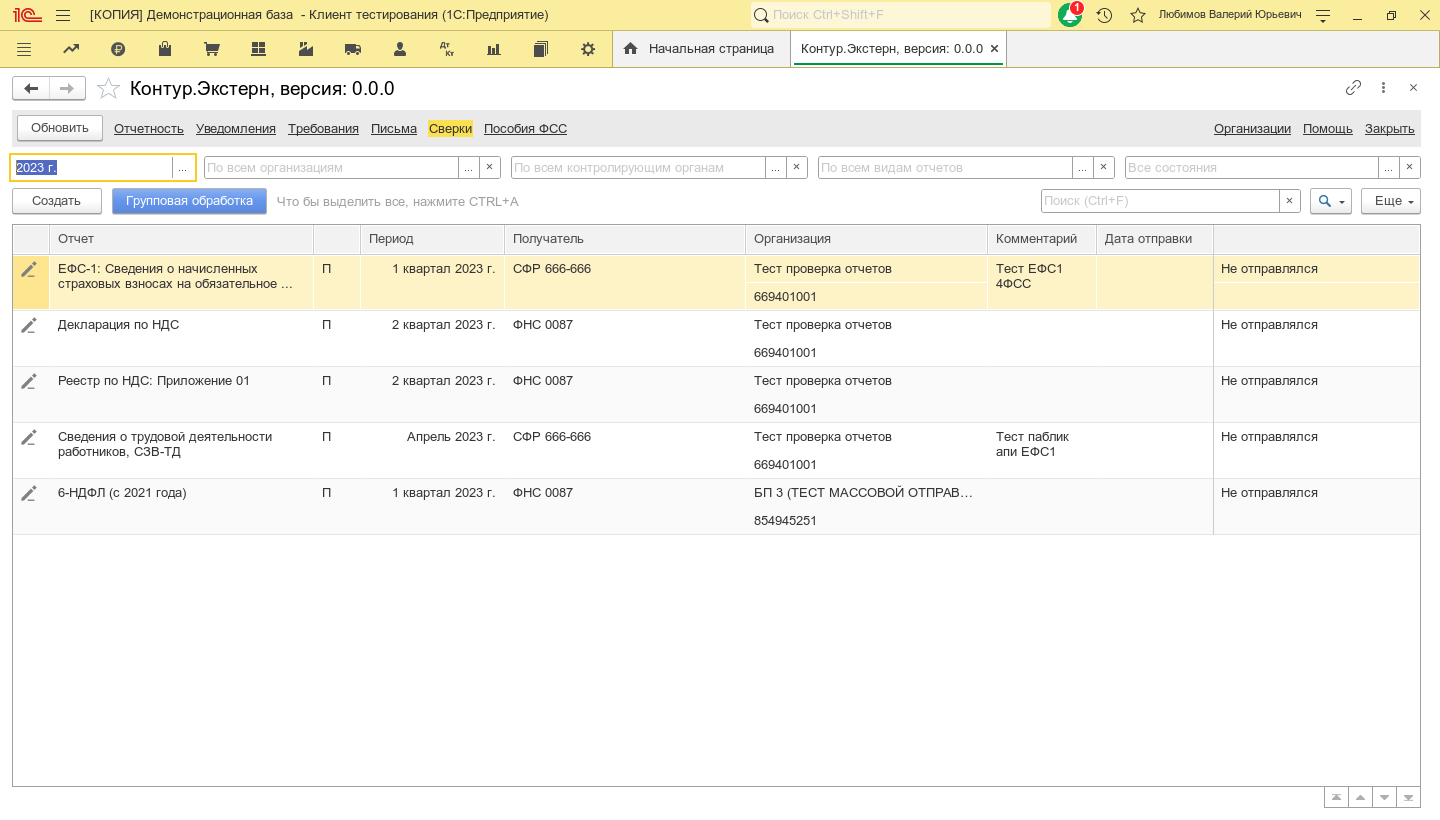 1С [КОПИЯ] Демонстрационная база - Клиент тестирования (1С:Предприятие) Поиск Ctrl+Shift+F 1 Любимов Валерий Юрьевич
Дт Кт Начальная страница Контур.Экстерн, версия: 0.0.0 ×
Контур.Экстерн, версия: 0.0.0
Обновить Отчетность Уведомления Требования Письма Сверки Пособия ФСС Организации Помощь Закрыть
2023 г. ... По всем организациям ... × По всем контролирующим органам ... × По всем видам отчетов ... × Все состояния ... ×
Создать Групповая обработка Что бы выделить все, нажмите CTRL+A Поиск (Ctrl+F) × Еще
Отчет Период Получатель Организация Комментарий Дата отправки
ЕФС-1: Сведения о начисленных П 1 квартал 2023 г. СФР 666-666 Тест проверка отчетов Тест ЕФС1 Не отправлялся
страховых взносах на обязательное ... 4ФСС
669401001
Декларация по НДС П 2 квартал 2023 г. ФНС 0087 Тест проверка отчетов Не отправлялся
669401001
Реестр по НДС: Приложение 01 П 2 квартал 2023 г. ФНС 0087 Тест проверка отчетов Не отправлялся
669401001
Сведения о трудовой деятельности П Апрель 2023 г. СФР 666-666 Тест проверка отчетов Тест паблик Не отправлялся
работников, СЗВ-ТД апи ЕФС1
669401001
6-НДФЛ (с 2021 года) П 1 квартал 2023 г. ФНС 0087 БП 3 (ТЕСТ МАССОВОЙ ОТПРАВ... Не отправлялся
854945251